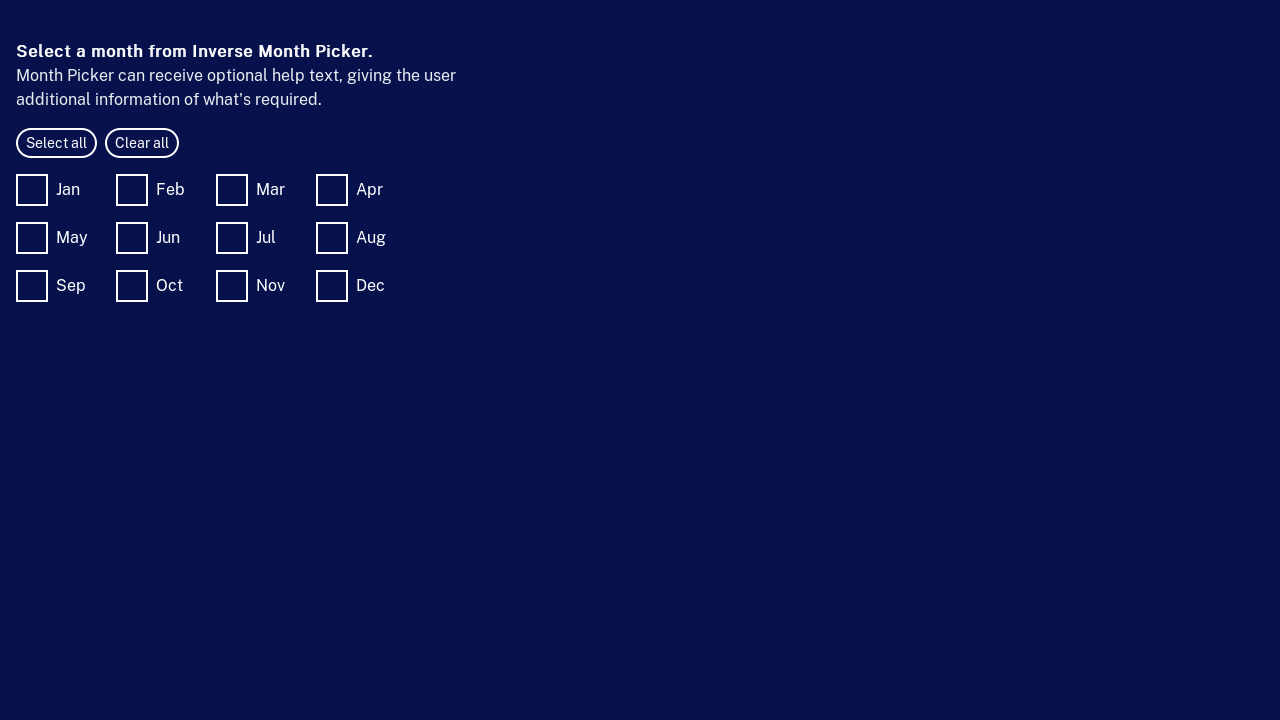 Select a month from Inverse Month Picker.
Month Picker can receive optional help text, giving the user
additional information of what's required.
Select all Clear all
Jan Feb Mar Apr
May Jun Jul Aug
Sep Oct Nov Dec